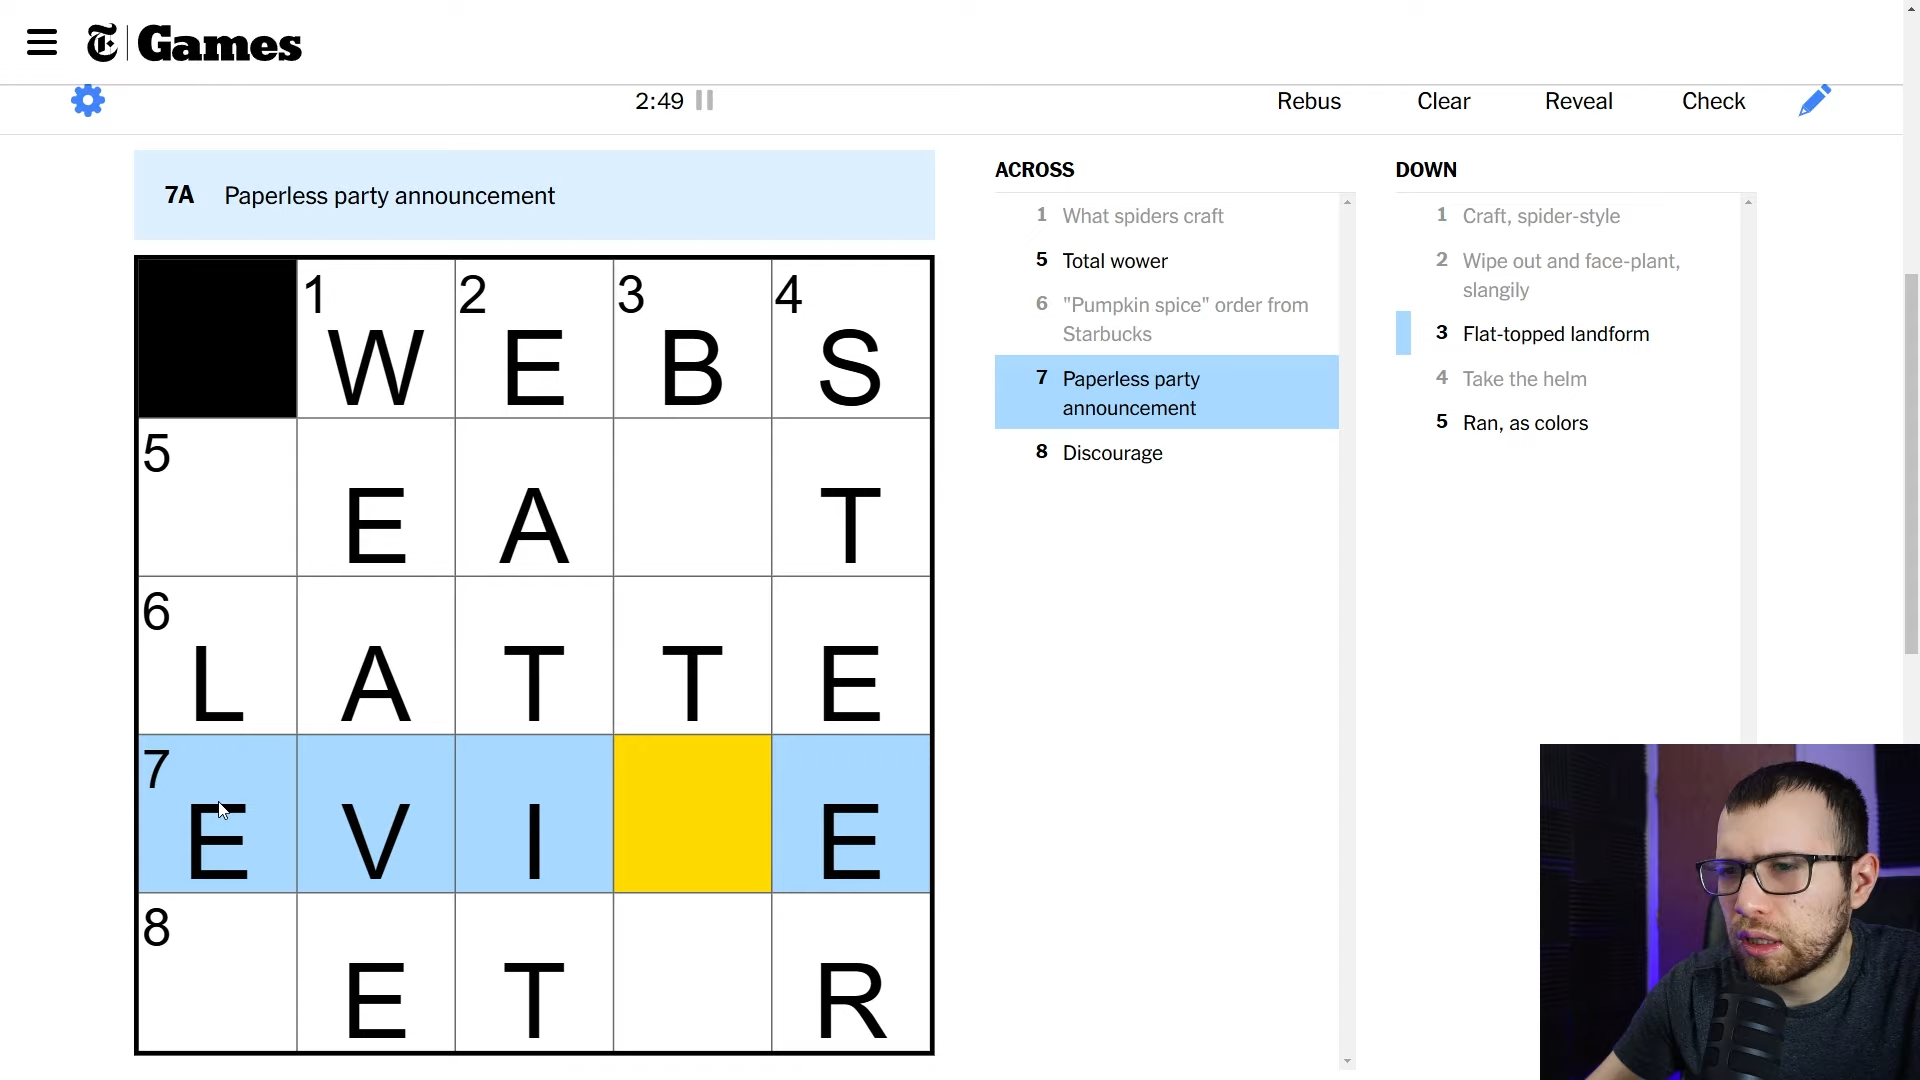 T Games
2:49
Rebus Clear Reveal Check
7A Paperless party announcement
1 2 3 4
W E B S
5
E A T
6
L A T T E
7
E V I E
8
E T R
ACROSS
1 What spiders craft
5 Total wower
6 "Pumpkin spice" order from
Starbucks
7 Paperless party
announcement
8 Discourage
DOWN
1 Craft, spider-style
2 Wipe out and face-plant,
slangily
3 Flat-topped landform
4 Take the helm
5 Ran, as colors